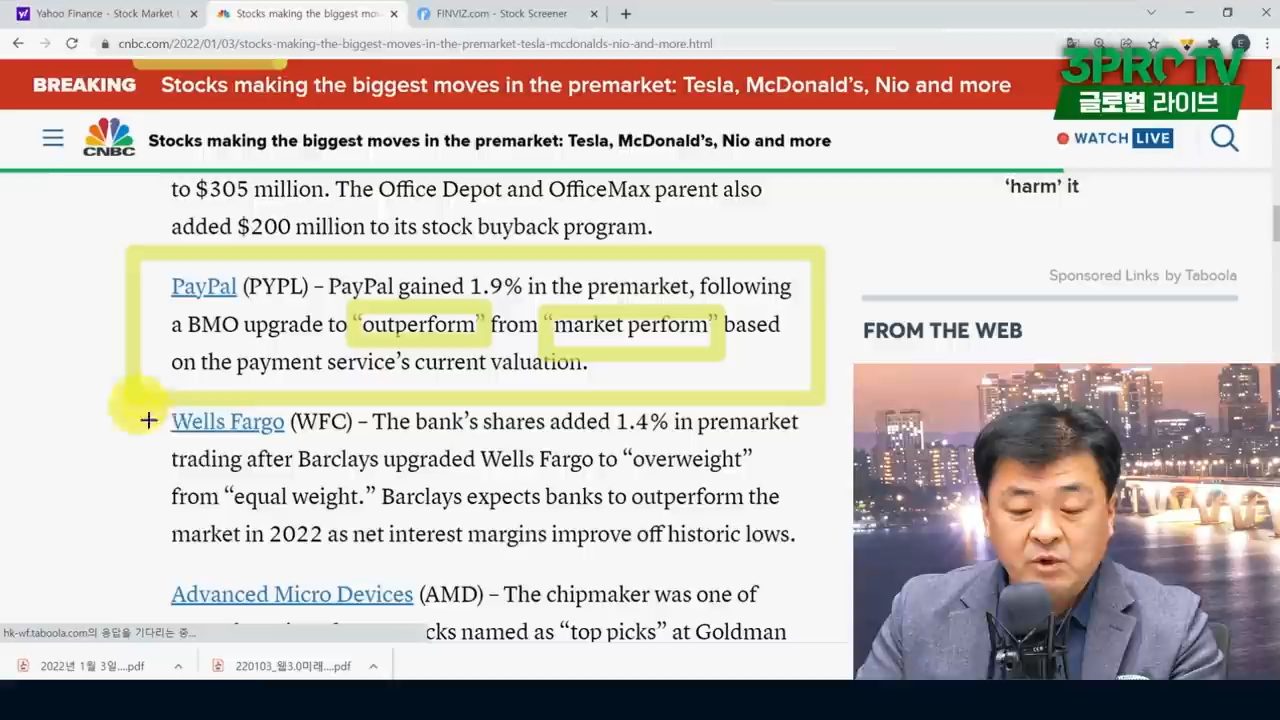 Yahoo Finance - Stock Market L
Stocks making the biggest mov
FINVIZ.com - Stock Screener
cnbc.com/2022/01/03/stocks-making-the-biggest-moves-in-the-premarket-tesla-mcdonalds-nio-and-more.html
E
3PROTV
글로벌 라이브
BREAKING Stocks making the biggest moves in the premarket: Tesla, McDonald's, Nio and more
CNBC
Stocks making the biggest moves in the premarket: Tesla, McDonald's, Nio and more
WATCH LIVE
to $305 million. The Office Depot and OfficeMax parent also
added $200 million to its stock buyback program.
PayPal (PYPL) – PayPal gained 1.9% in the premarket, following
a BMO upgrade to “outperform” from “market perform” based
on the payment service’s current valuation.
Wells Fargo (WFC) – The bank’s shares added 1.4% in premarket
trading after Barclays upgraded Wells Fargo to “overweight”
from “equal weight.” Barclays expects banks to outperform the
market in 2022 as net interest margins improve off historic lows.
Advanced Micro Devices (AMD) – The chipmaker was one of
cks named as “top picks” at Goldman
‘harm’ it
Sponsored Links by Taboola
FROM THE WEB
hk-wf.taboola.com의 응답을 기다리는 중...
2022년 1월 3일....pdf
220103_웹3.0미래....pdf